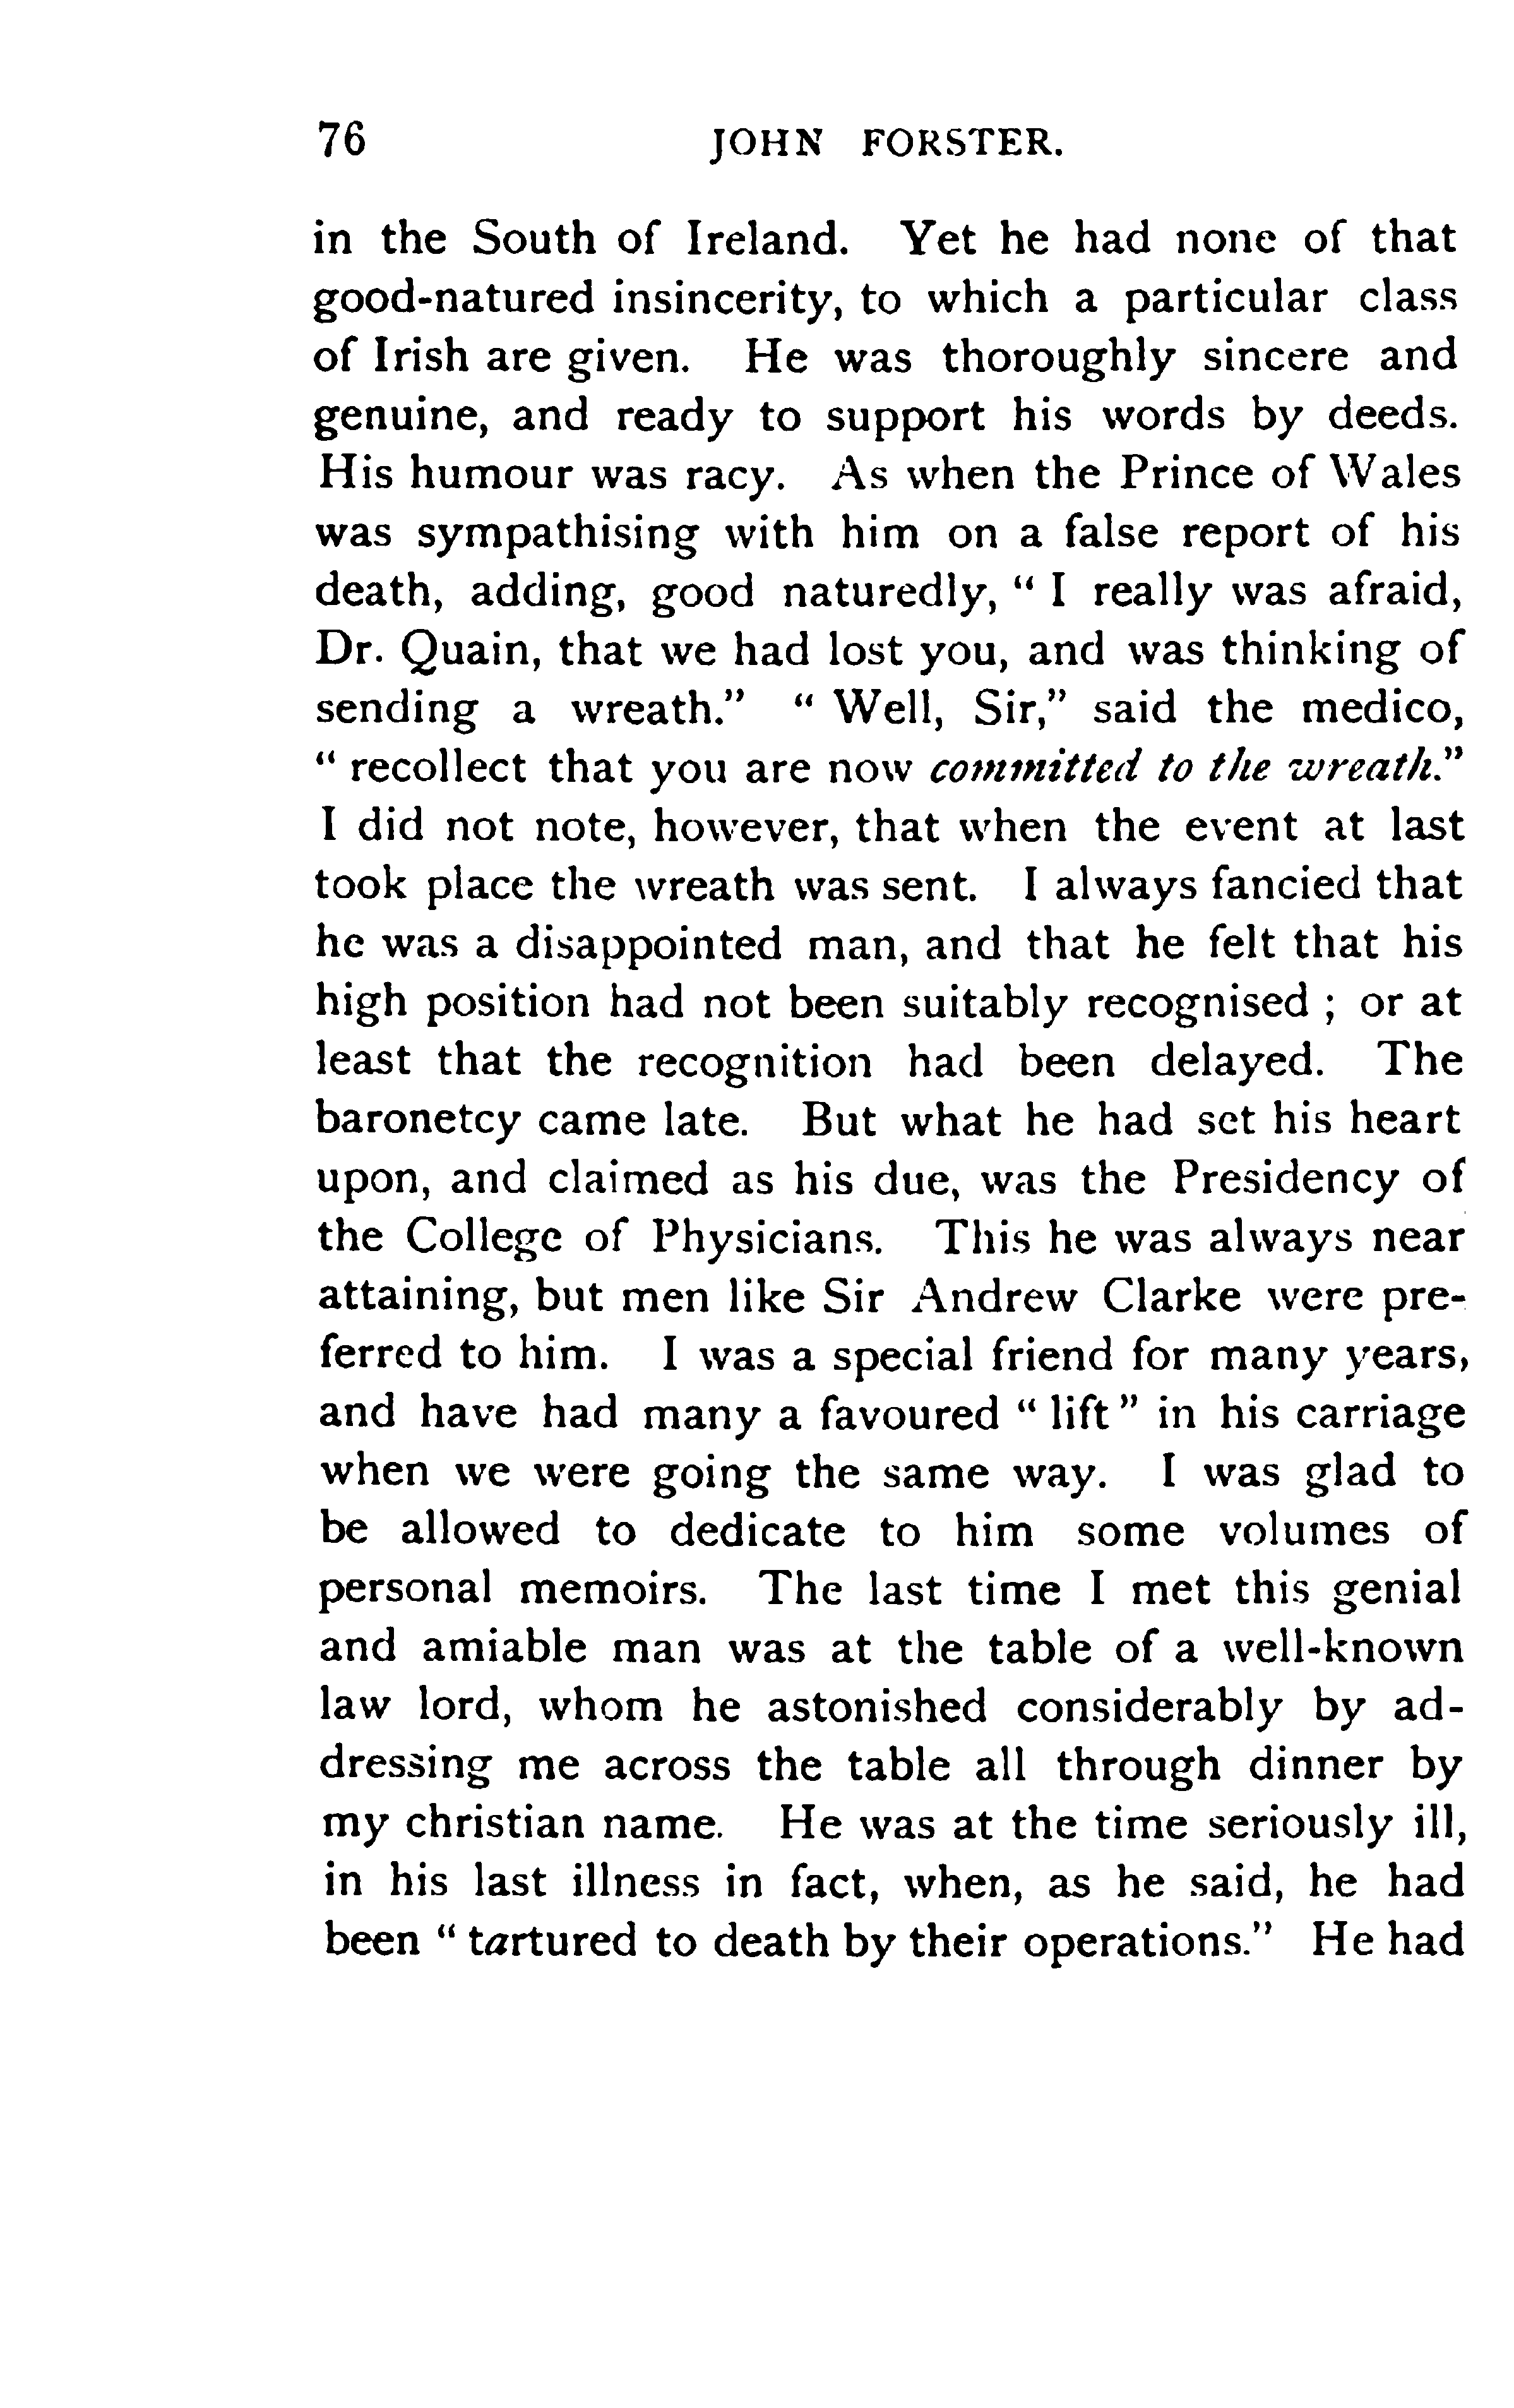 76 JOHN FORSTER.
in the South of Ireland. Yet he had none of that
good-natured insincerity, to which a particular class
of Irish are given. He was thoroughly sincere and
genuine, and ready to support his words by deeds.
His humour was racy. As when the Prince of Wales
was sympathising with him on a false report of his
death, adding, good naturedly, “ I really was afraid,
Dr. Quain, that we had lost you, and was thinking of
sending a wreath.” “ Well, Sir,” said the medico,
“ recollect that you are now committed to the wreath.”
I did not note, however, that when the event at last
took place the wreath was sent. I always fancied that
he was a disappointed man, and that he felt that his
high position had not been suitably recognised ; or at
least that the recognition had been delayed. The
baronetcy came late. But what he had set his heart
upon, and claimed as his due, was the Presidency of
the College of Physicians. This he was always near
attaining, but men like Sir Andrew Clarke were pre-
ferred to him. I was a special friend for many years,
and have had many a favoured “ lift ” in his carriage
when we were going the same way. I was glad to
be allowed to dedicate to him some volumes of
personal memoirs. The last time I met this genial
and amiable man was at the table of a well-known
law lord, whom he astonished considerably by ad-
dressing me across the table all through dinner by
my christian name. He was at the time seriously ill,
in his last illness in fact, when, as he said, he had
been “ tartured to death by their operations.” He had